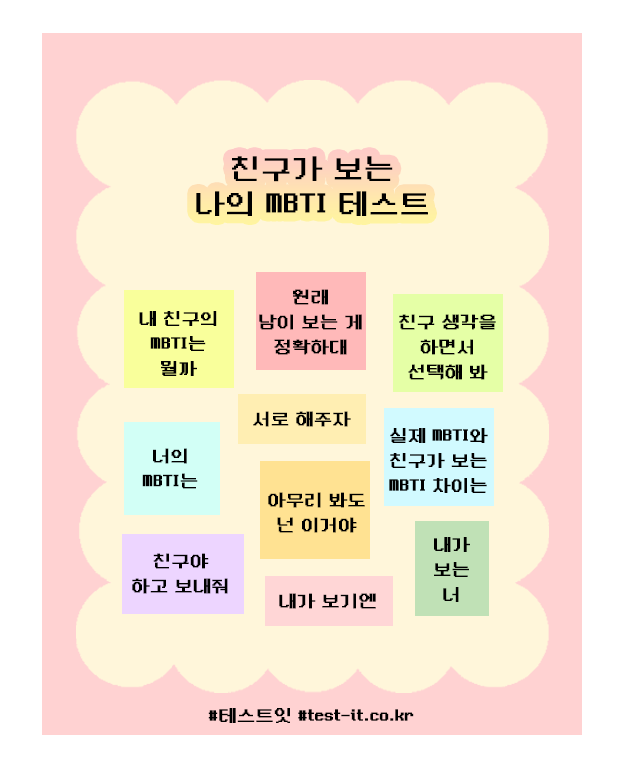 친구가 보는
나의 MBTI 테스트
내 친구의
MBTI는
뭘까
원래
남이 보는 게
정확하대
친구 생각을
하면서
선택해 봐
서로 해주자
너의
MBTI는
아무리 봐도
넌 이거야
실제 MBTI와
친구가 보는
MBTI 차이는
친구야
하고 보내줘
내가 보기엔
내가
보는
너
#테스트잇 #test-it.co.kr